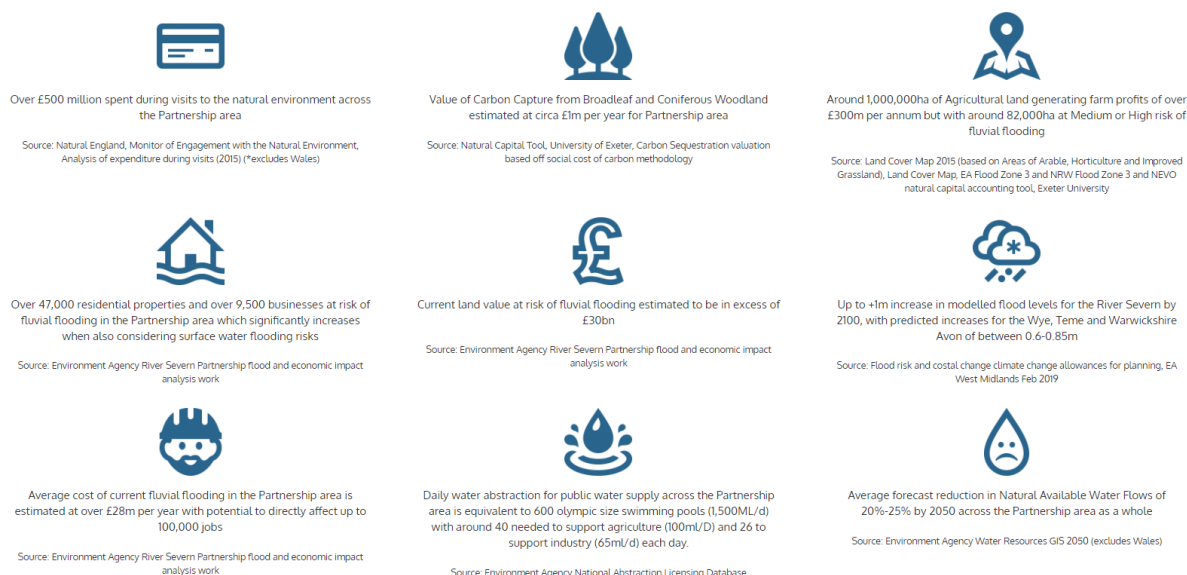 Over £500 million spent during visits to the natural environment across
the Partnership area
Source: Natural England, Monitor of Engagement with the Natural Environment,
Analysis of expenditure during visits (2015) (*excludes Wales)
Value of Carbon Capture from Broadleaf and Coniferous Woodland
estimated at circa £1m per year for Partnership area
Source: Natural Capital Tool, University of Exeter, Carbon Sequestration valuation
based off social cost of carbon methodology
Around 1,000,000ha of Agricultural land generating farm profits of over
£300m per annum but with around 82,000ha at Medium or High risk of
fluvial flooding
Source: Land Cover Map 2015 (based on Areas of Arable, Horticulture and Improved
Grassland), Land Cover Map, EA Flood Zone 3 and NRW Flood Zone 3 and NEVO
natural capital accounting tool, Exeter University
Over 47,000 residential properties and over 9,500 businesses at risk of
fluvial flooding in the Partnership area which significantly increases
when also considering surface water flooding risks
Source: Environment Agency River Severn Partnership flood and economic impact
analysis work
Current land value at risk of fluvial flooding estimated to be in excess of
£30bn
Source: Environment Agency River Severn Partnership flood and economic impact
analysis work
Up to +1m increase in modelled flood levels for the River Severn by
2100, with predicted increases for the Wye, Teme and Warwickshire
Avon of between 0.6-0.85m
Source: Flood risk and costal change climate change allowances for planning, EA
West Midlands Feb 2019
Average cost of current fluvial flooding in the Partnership area is
estimated at over £28m per year with potential to directly affect up to
100,000 jobs
Source: Environment Agency River Severn Partnership flood and economic impact
analysis work
Daily water abstraction for public water supply across the Partnership
area is equivalent to 600 olympic size swimming pools (1,500ML/d)
with around 40 needed to support agriculture (100ml/D) and 26 to
support industry (65ml/d) each day.
Source: Environment Agency National Abstraction Licensing Database
Average forecast reduction in Natural Available Water Flows of
20%-25% by 2050 across the Partnership area as a whole
Source: Environment Agency Water Resources GIS 2050 (excludes Wales)